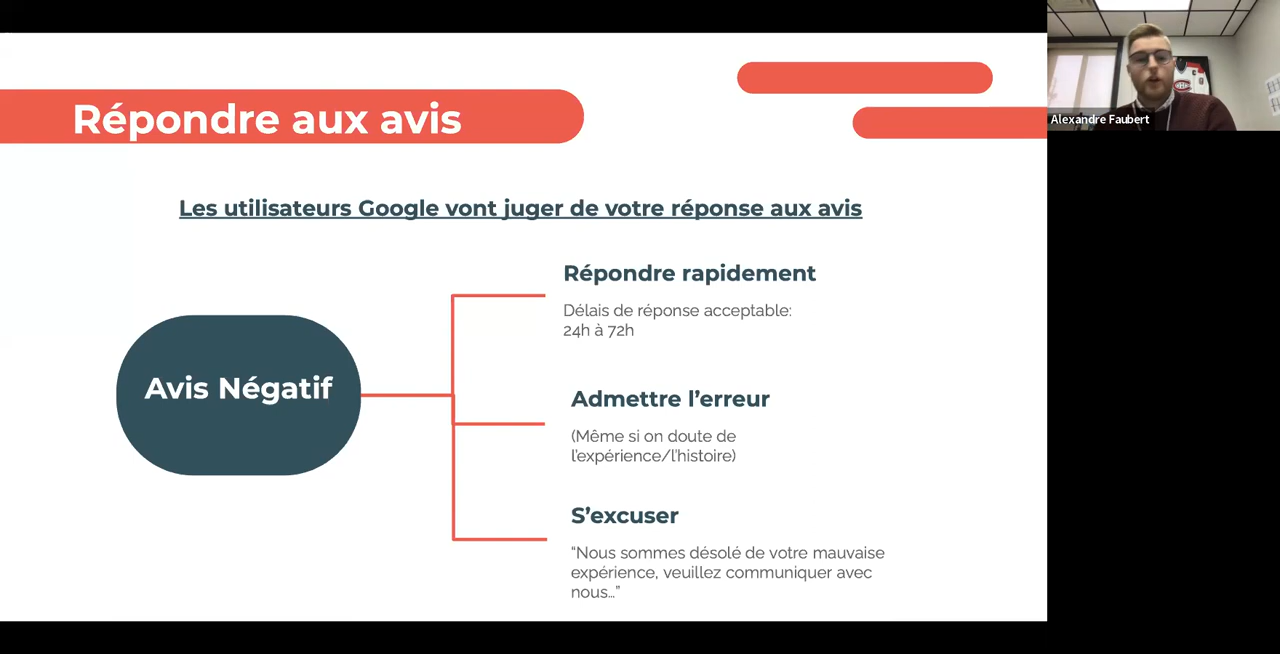 Répondre aux avis
Alexandre Faubert
Les utilisateurs Google vont juger de votre réponse aux avis
Avis Négatif
Répondre rapidement
Délais de réponse acceptable:
24h à 72h
Admettre l’erreur
(Même si on doute de
l’expérience/l’histoire)
S’excuser
“Nous sommes désolé de votre mauvaise
expérience, veuillez communiquer avec
nous…”